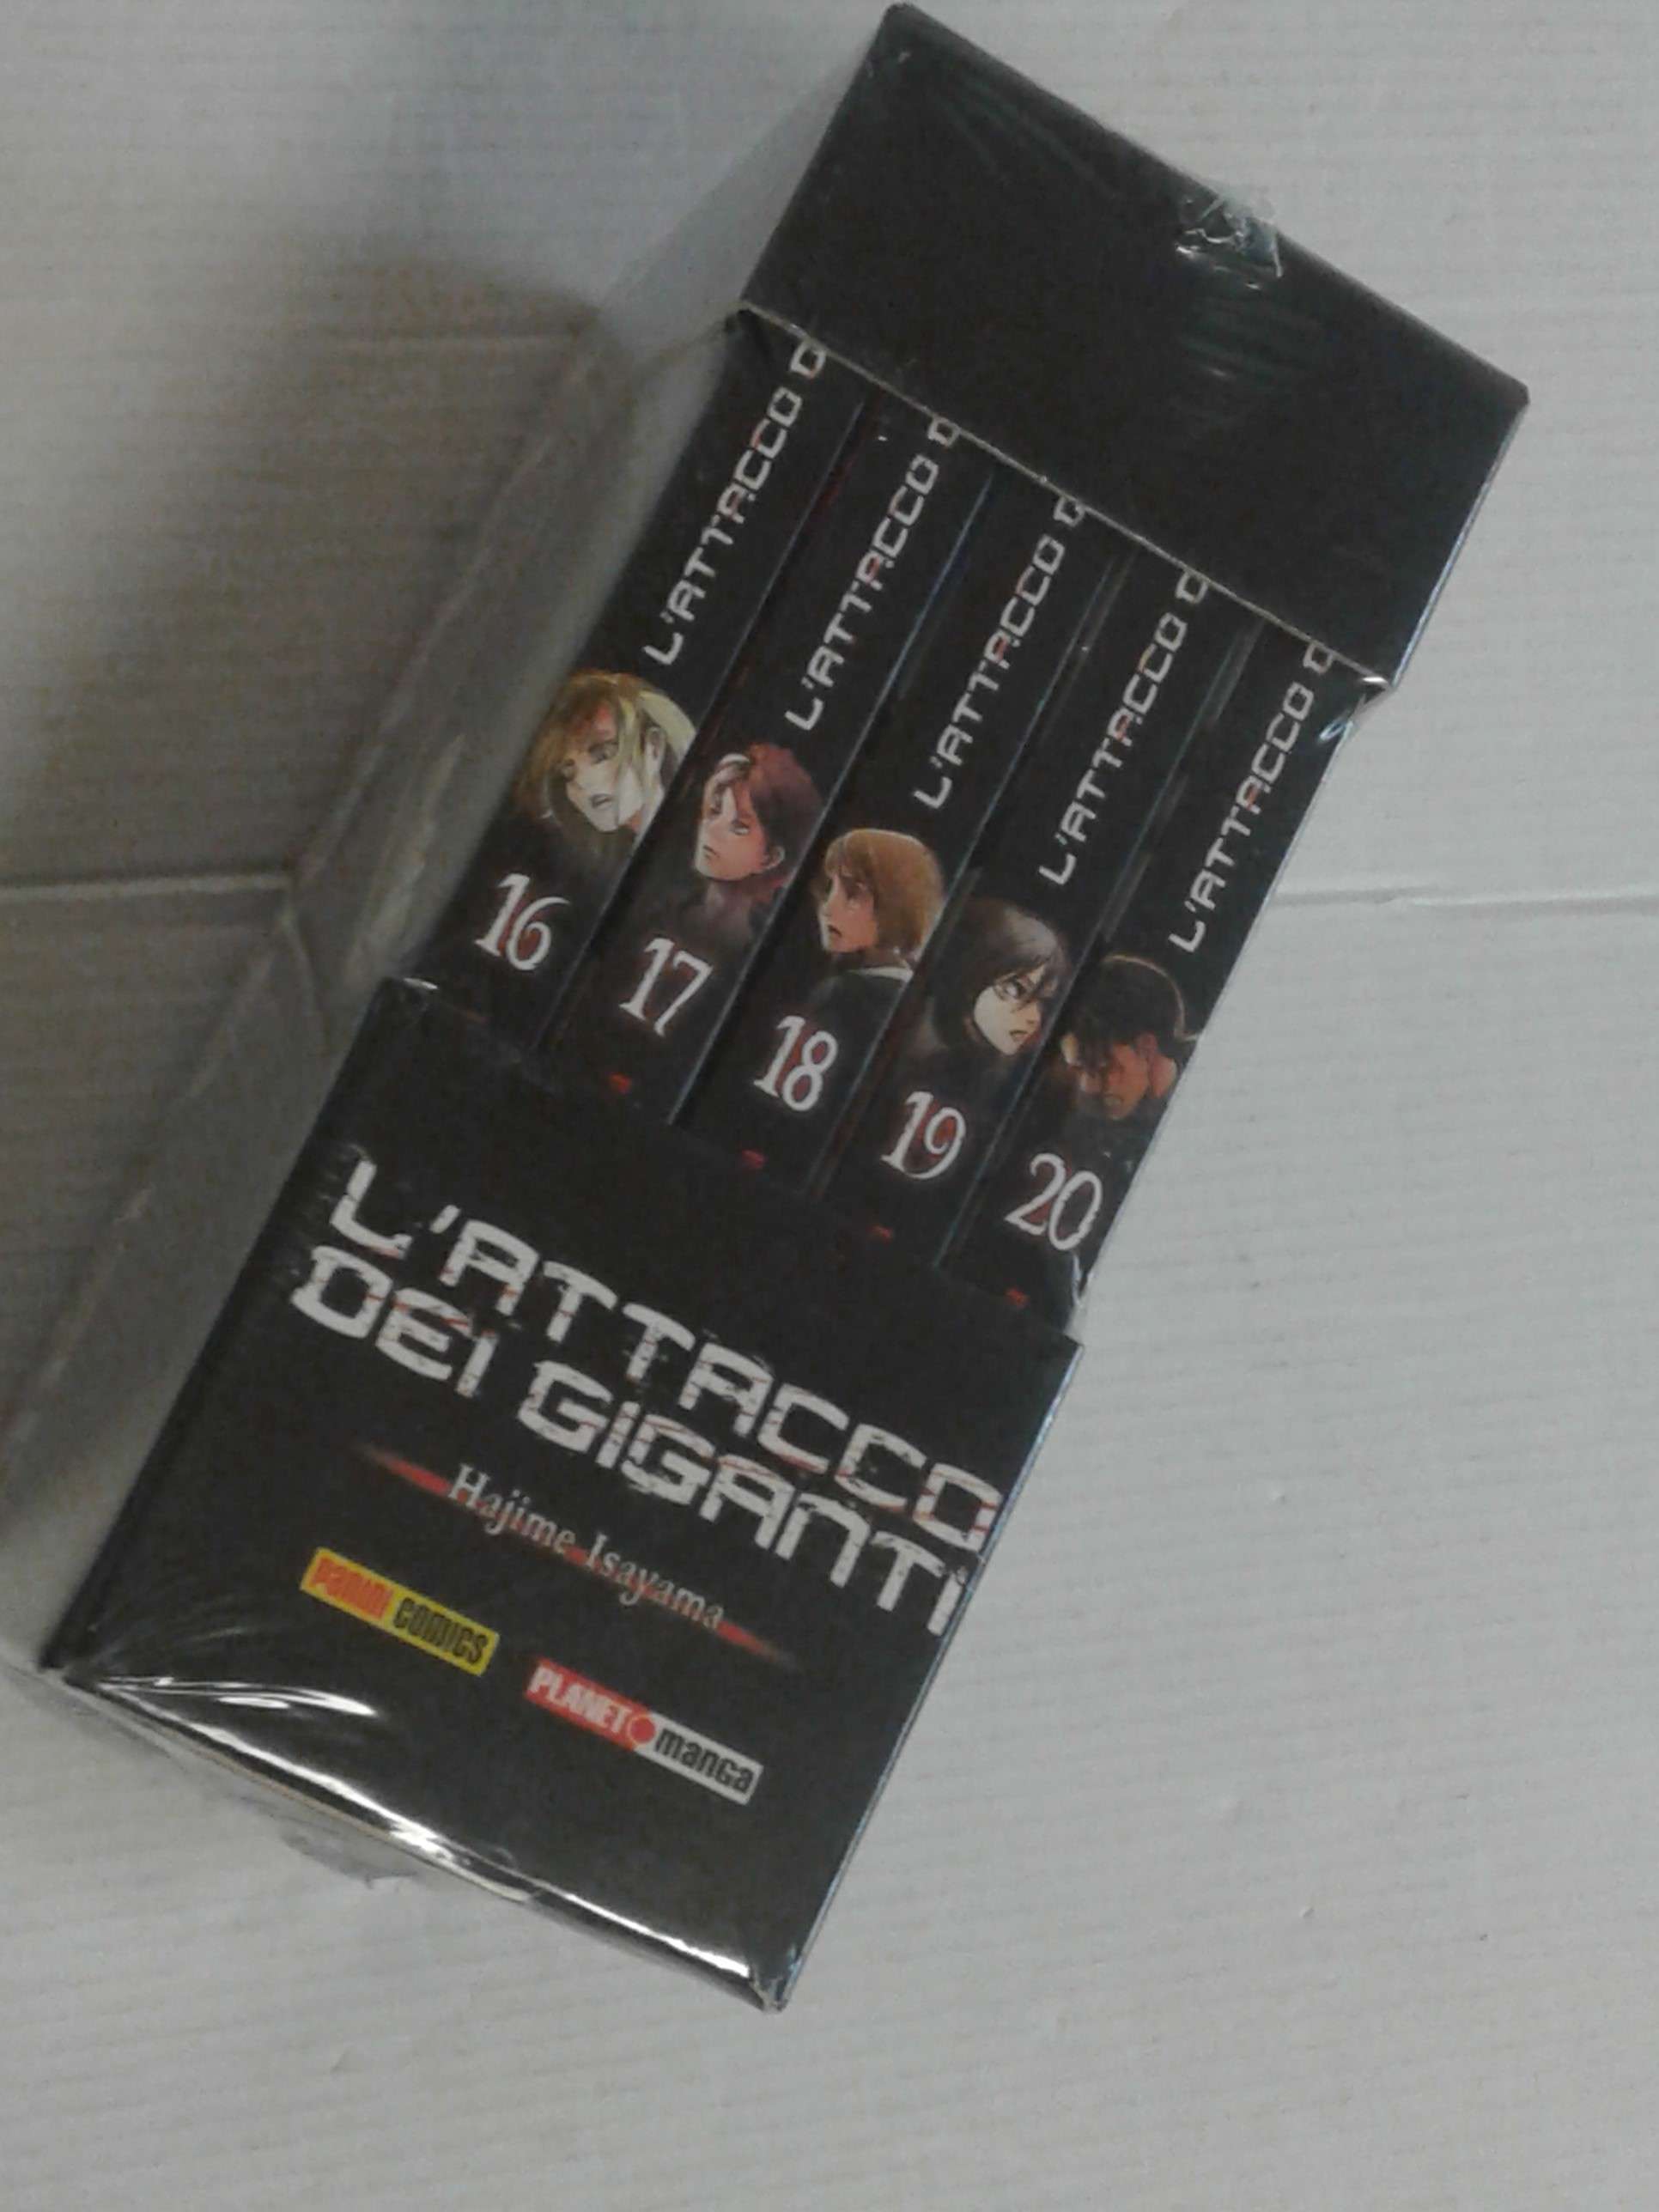 L'ATTACCO D
16
L'ATTACCO D
17
L'ATTACCO D
18
L'ATTACCO D
19
L'ATTACCO D
20
L'ATTACCO
DEI GIGANTI
Hajime Isayama
PANINI COMICS
PLANET manga